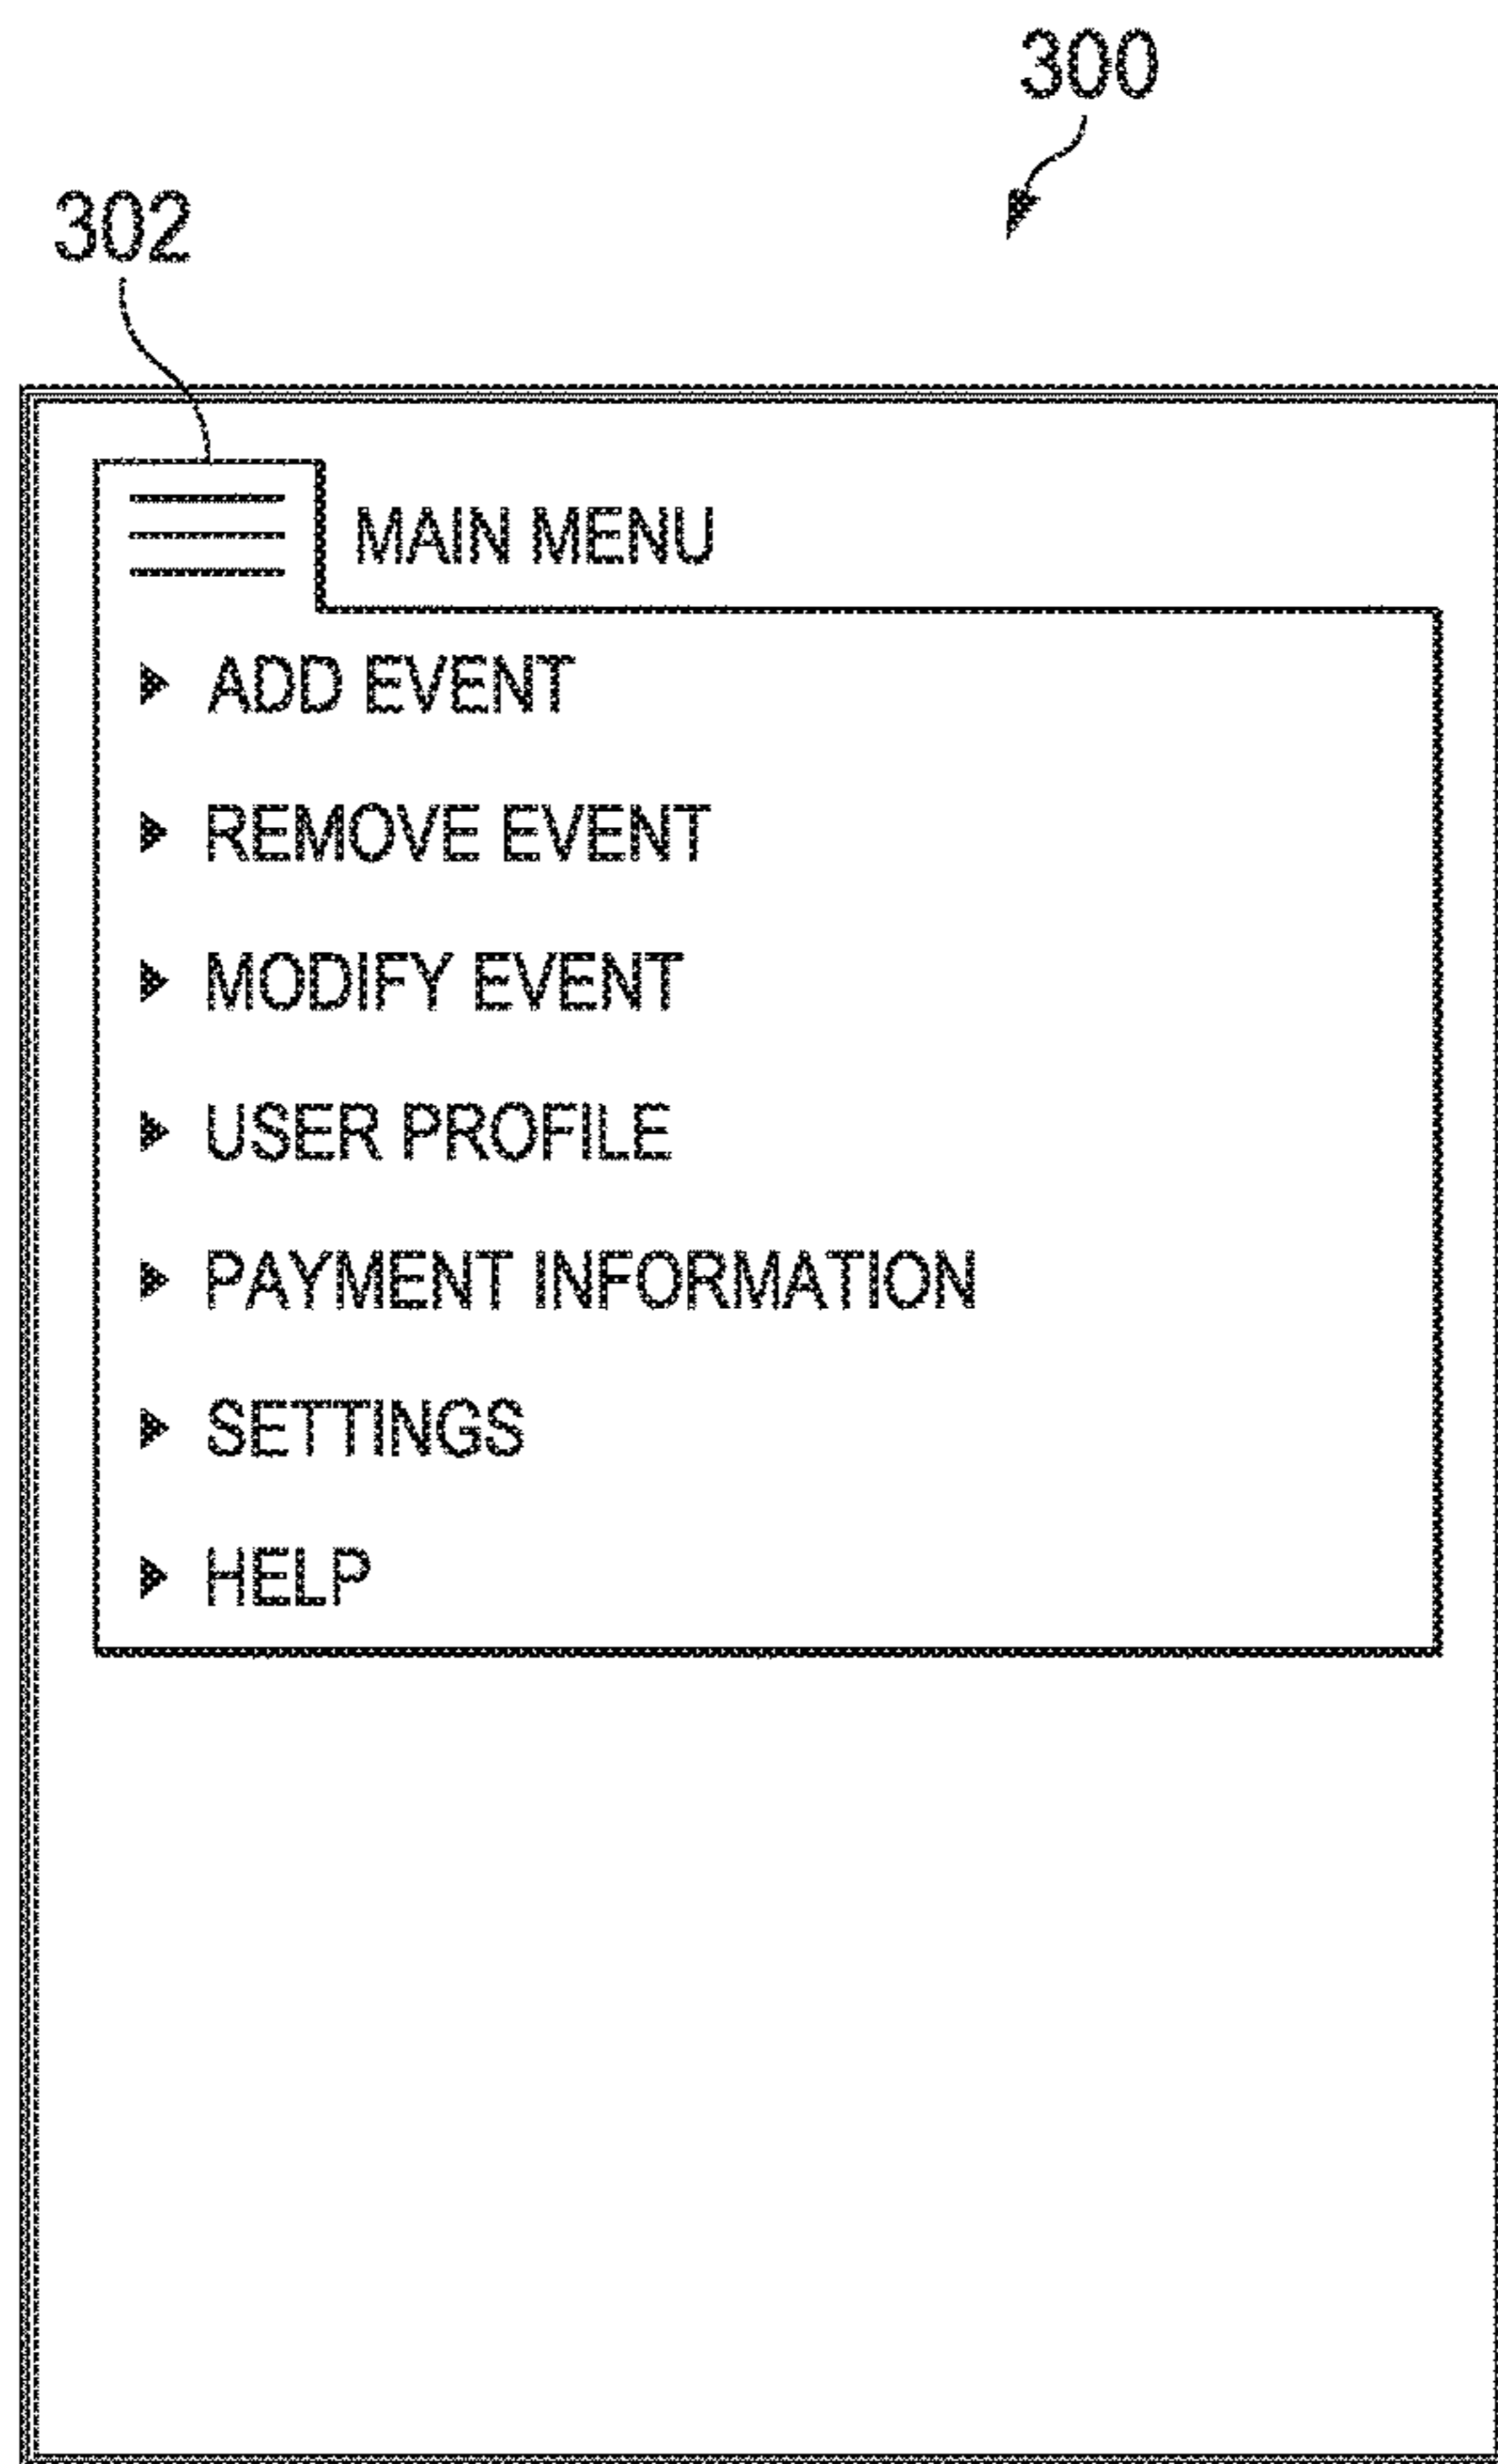 300
302
MAIN MENU
ADD EVENT
REMOVE EVENT
MODIFY EVENT
USER PROFILE
PAYMENT INFORMATION
SETTINGS
HELP